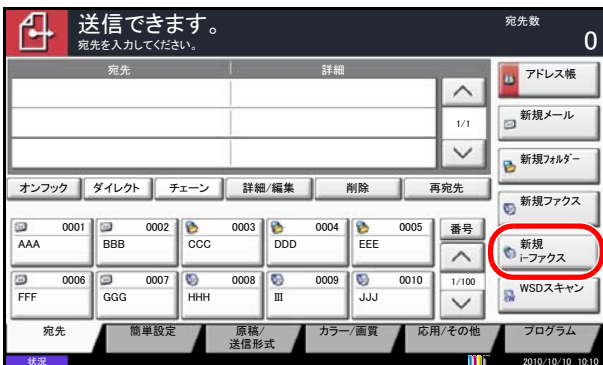 送信できます。
宛先を入力してください。
宛先数
0
宛先 詳細
1/1
アドレス帳
新規メール
新規フォルダー
新規ファクス
新規
i-ファクス
WSDスキャン
オンフック ダイレクト チェーン 詳細/編集 削除 再宛先
0001 0002 0003 0004 0005 番号
AAA BBB CCC DDD EEE
0006 0007 0008 0009 0010 1/100
FFF GGG HHH III JJJ
宛先 簡単設定 原稿/
送信形式 カラー/画質 応用/その他 プログラム
状況 2010/10/10 10:10